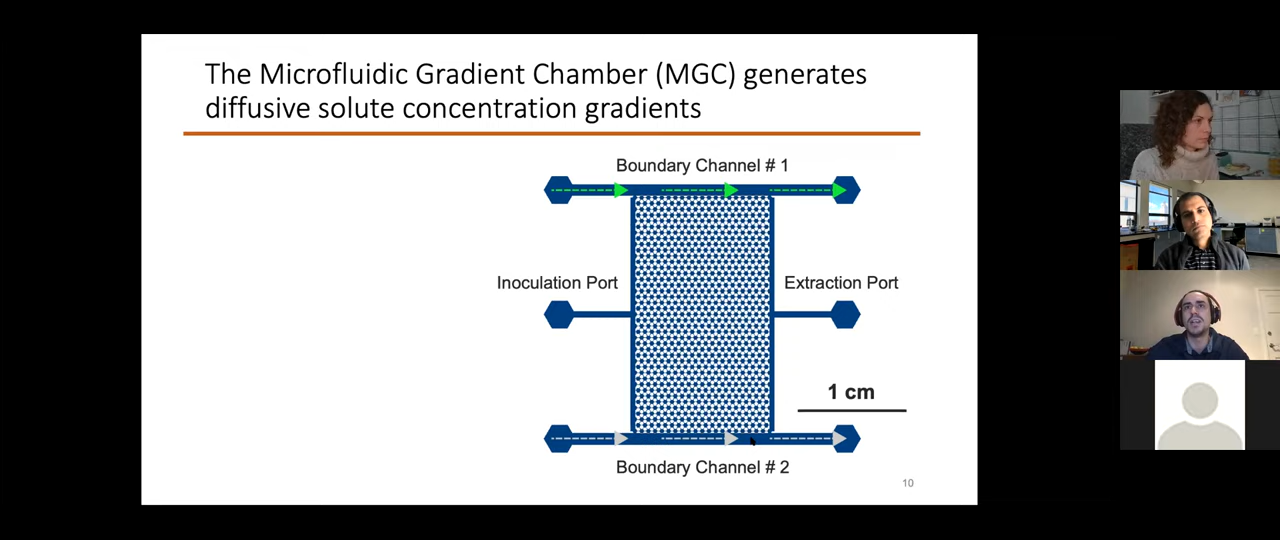 The Microfluidic Gradient Chamber (MGC) generates
diffusive solute concentration gradients
Boundary Channel # 1
Inoculation Port
Extraction Port
1 cm
Boundary Channel # 2
10